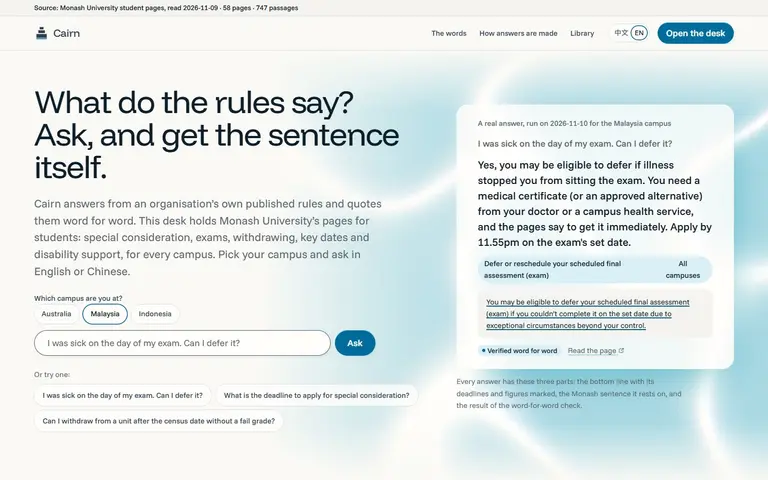 Source: Monash University student pages, read 2026-11-09 · 58 pages · 747 passages
Cairn
The words
How answers are made
Library
中文
EN
Open the desk
What do the rules say?
Ask, and get the sentence
itself.
Cairn answers from an organisation's own published rules and quotes
them word for word. This desk holds Monash University's pages for
students: special consideration, exams, withdrawing, key dates and
disability support, for every campus. Pick your campus and ask in
English or Chinese.
Which campus are you at?
Australia
Malaysia
Indonesia
I was sick on the day of my exam. Can I defer it?
Ask
Or try one:
I was sick on the day of my exam. Can I defer it?
What is the deadline to apply for special consideration?
Can I withdraw from a unit after the census date without a fail grade?
A real answer, run on 2026-11-10 for the Malaysia campus
I was sick on the day of my exam. Can I defer it?
Yes, you may be eligible to defer if illness
stopped you from sitting the exam. You need a
medical certificate (or an approved alternative)
from your doctor or a campus health service,
and the pages say to get it immediately. Apply by
11.55pm on the exam's set date.
Defer or reschedule your scheduled final
assessment (exam)
All
campuses
You may be eligible to defer your scheduled final assessment
(exam) if you couldn't complete it on the set date due to
exceptional circumstances beyond your control.
Verified word for word
Read the page
Every answer has these three parts: the bottom line with its
deadlines and figures marked, the Monash sentence it rests on, and
the result of the word-for-word check.